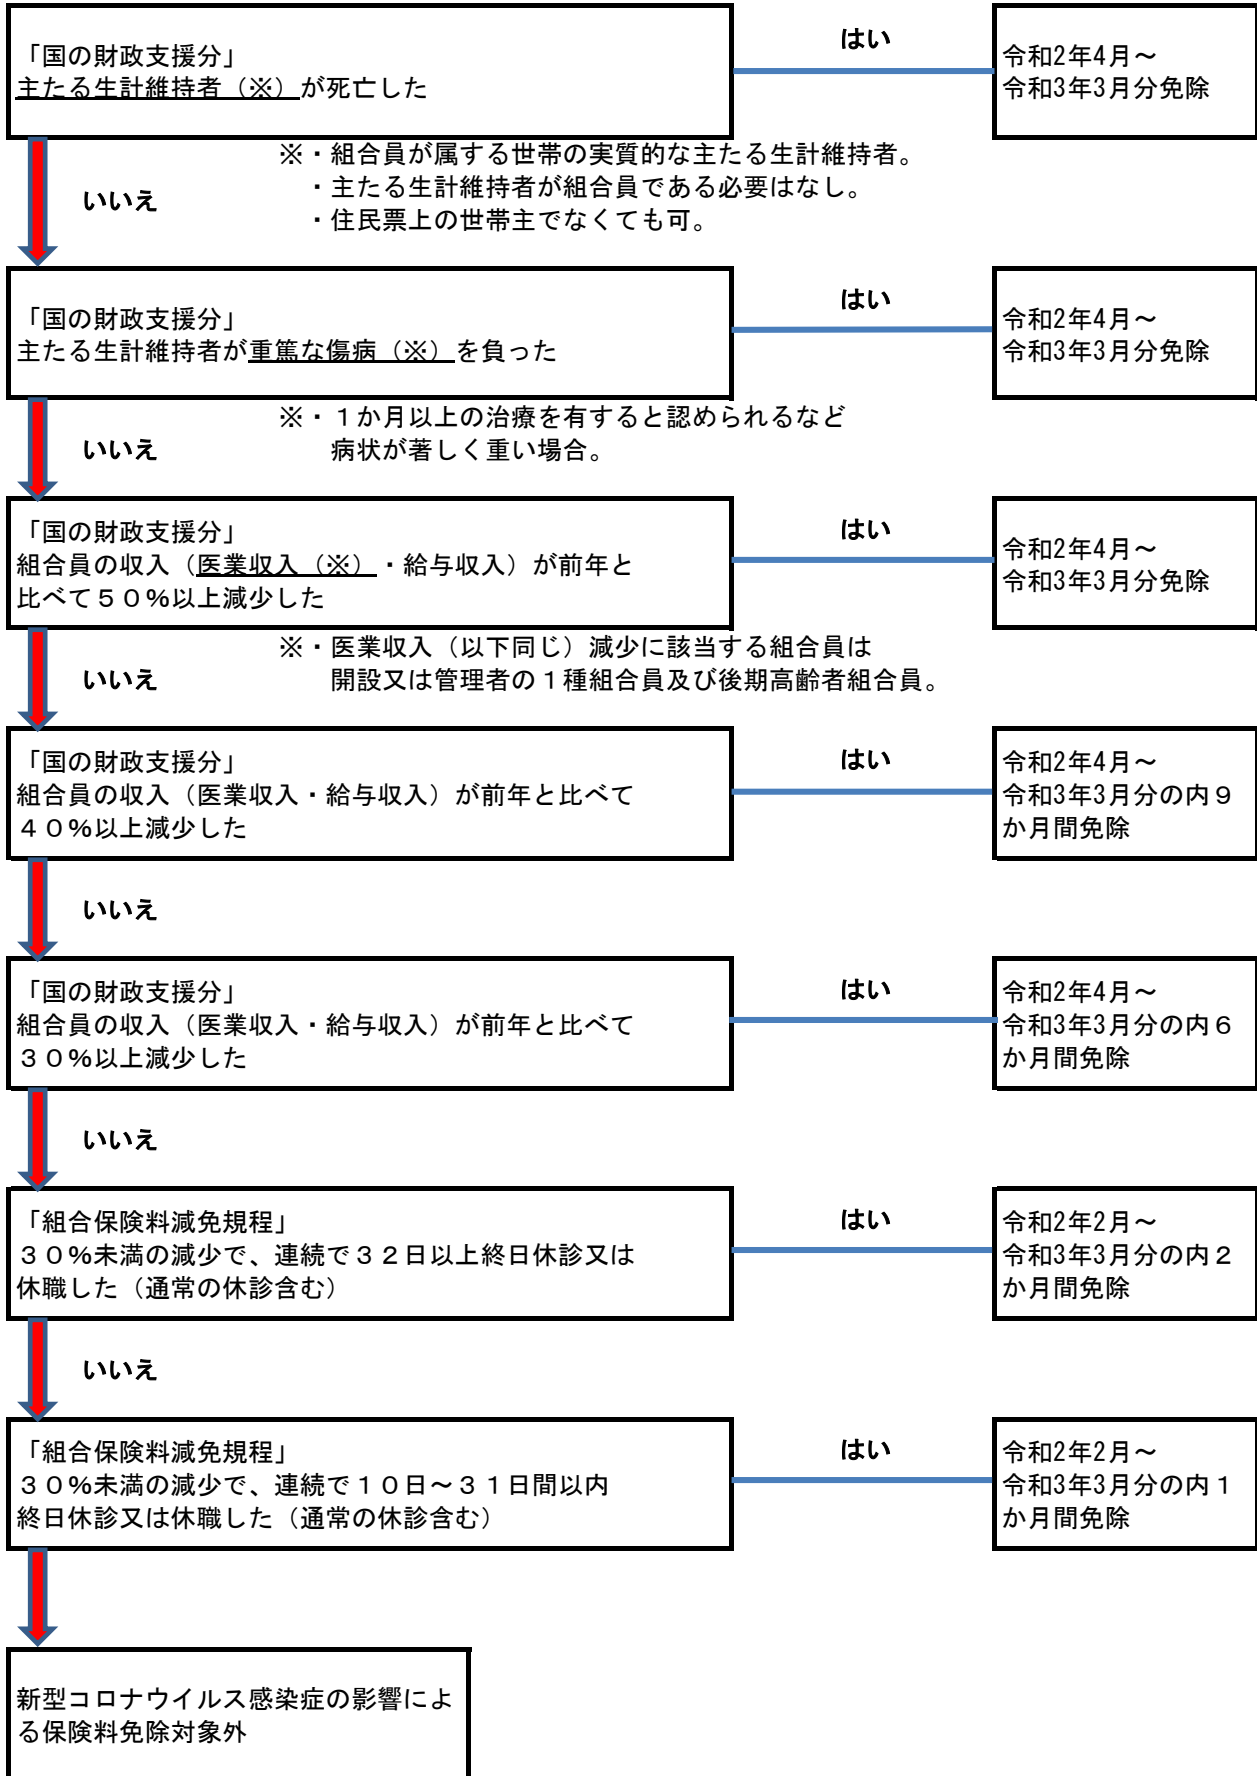 「国の財政支援分」
主たる生計維持者（※）が死亡した
はい
令和2年4月～
令和3年3月分免除
いいえ
※・組合員が属する世帯の実質的な主たる生計維持者。
・主たる生計維持者が組合員である必要はなし。
・住民票上の世帯主でなくても可。
「国の財政支援分」
主たる生計維持者が重篤な傷病（※）を負った
はい
令和2年4月～
令和3年3月分免除
いいえ
※・１か月以上の治療を有すると認められるなど
病状が著しく重い場合。
「国の財政支援分」
組合員の収入（医業収入（※）・給与収入）が前年と
比べて５０％以上減少した
はい
令和2年4月～
令和3年3月分免除
いいえ
※・医業収入（以下同じ）減少に該当する組合員は
開設又は管理者の１種組合員及び後期高齢者組合員。
「国の財政支援分」
組合員の収入（医業収入・給与収入）が前年と比べて
４０％以上減少した
はい
令和2年4月～
令和3年3月分の内９
か月間免除
いいえ
「国の財政支援分」
組合員の収入（医業収入・給与収入）が前年と比べて
３０％以上減少した
はい
令和2年4月～
令和3年3月分の内６
か月間免除
いいえ
「組合保険料減免規程」
３０％未満の減少で、連続で３２日以上終日休診又は
休職した（通常の休診含む）
はい
令和2年2月～
令和3年3月分の内２
か月間免除
いいえ
「組合保険料減免規程」
３０％未満の減少で、連続で１０日～３１日間以内
終日休診又は休職した（通常の休診含む）
はい
令和2年2月～
令和3年3月分の内１
か月間免除
新型コロナウイルス感染症の影響によ
る保険料免除対象外